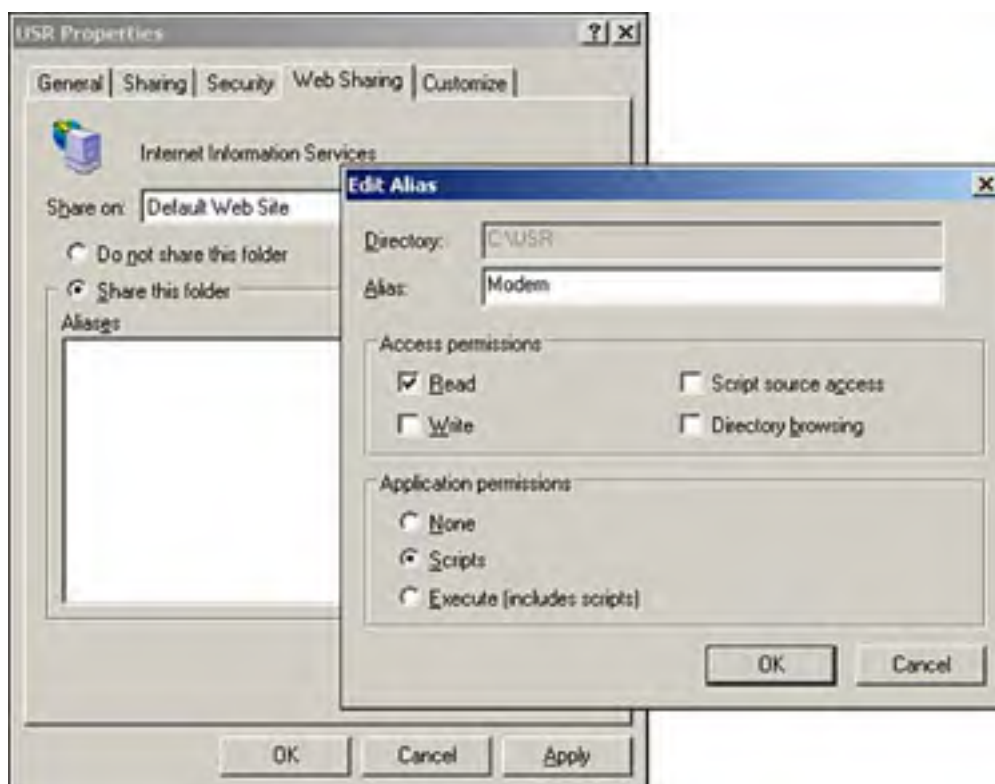 USR Properties
General Sharing Security Web Sharing Customize
Internet Information Services
Share on: Default Web Site
Do not share this folder
Share this folder
Aliases
OK Cancel Apply
Edit Alias
Directory: C:\USR
Alias: Modem
Access permissions
Read Script source access
Write Directory browsing
Application permissions
None
Scripts
Execute (includes scripts)
OK Cancel